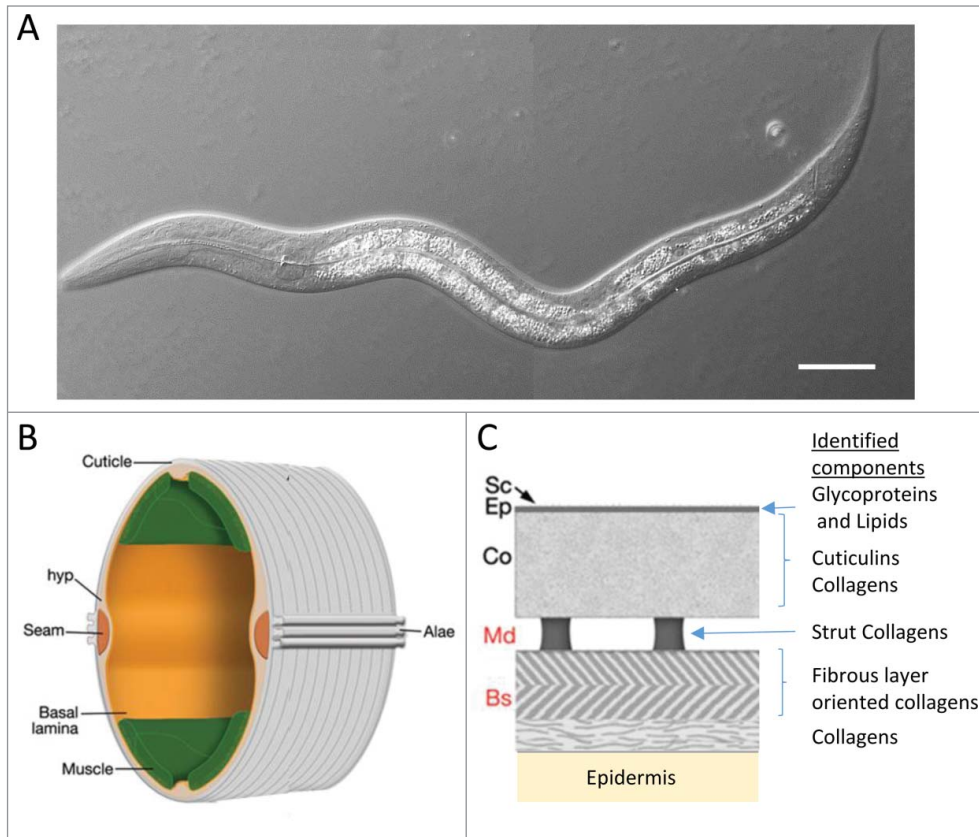 A
B
Cuticle
hyp
Seam
Basal
lamina
Muscle
Alae
C
Sc
Ep
Co
Md
Bs
Epidermis
Identified
components
Glycoproteins
and Lipids
Cuticulins
Collagens
Strut Collagens
Fibrous layer
oriented collagens
Collagens